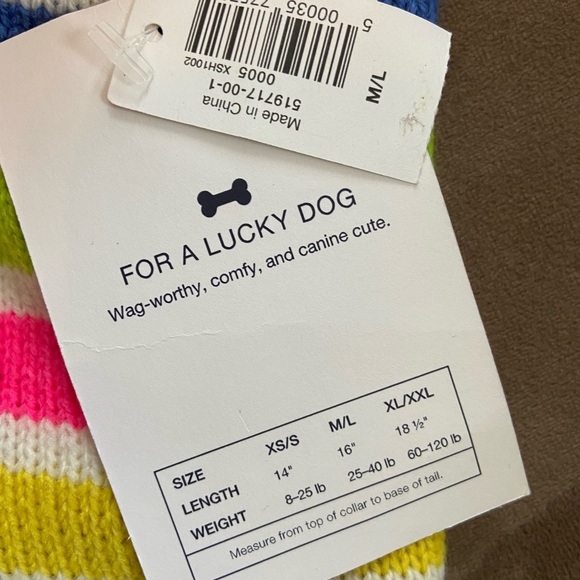 5
00035
0005 XSH1002
519717-00-1
Made in China
M/L
FOR A LUCKY DOG
Wag-worthy, comfy, and canine cute.
SIZE XS/S M/L XL/XXL
LENGTH 14" 16" 18 ½"
WEIGHT 8–25 lb 25–40 lb 60–120 lb
Measure from top of collar to base of tail.